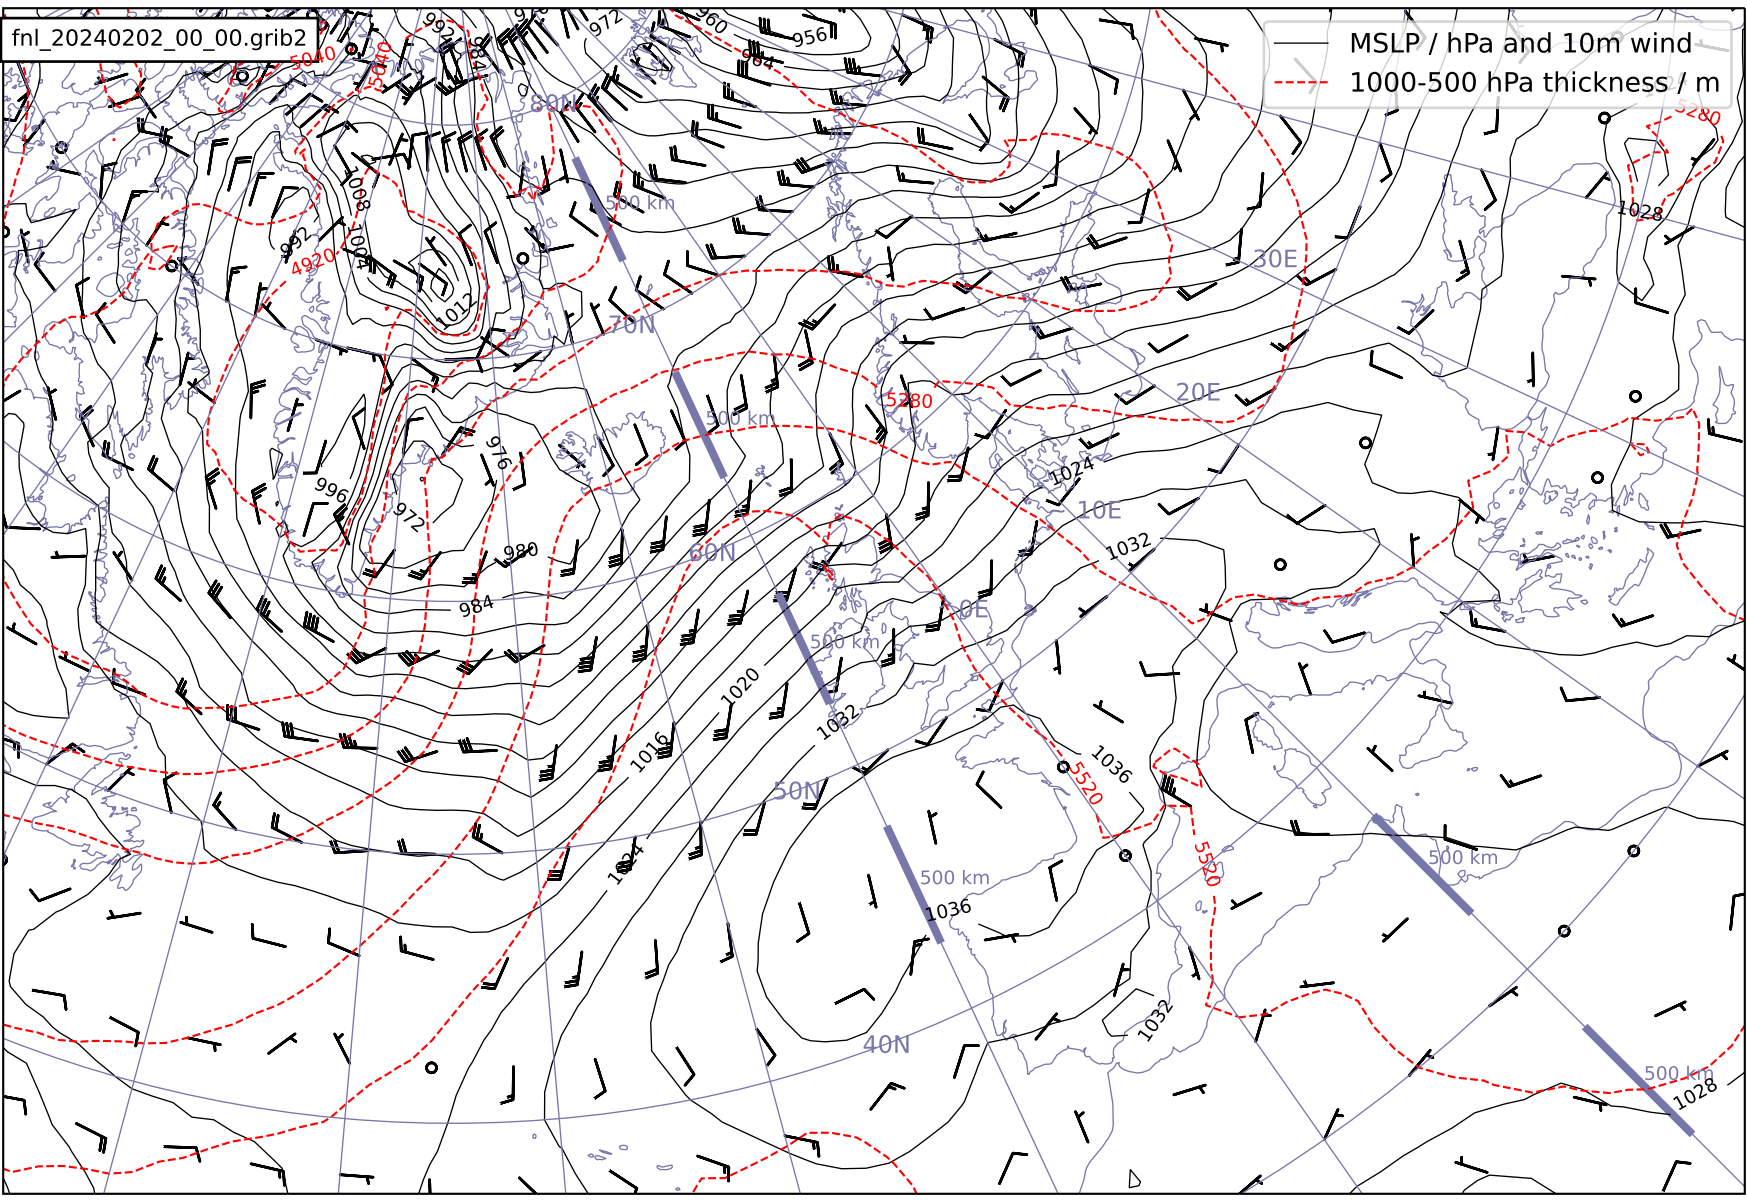 fnl_20240202_00_00.grib2
MSLP / hPa and 10m wind
1000-500 hPa thickness / m
992
972
960
956
964
984
5040
5040
5280
80N
1008
1004
992
4920
1012
500 km
1028
30E
70N
20E
5280
500 km
976
996
972
1024
10E
1032
980
60N
984
0E
500 km
1020
1032
1016
1036
5520
50N
1024
5520
500 km
500 km
1036
1032
40N
500 km
1028